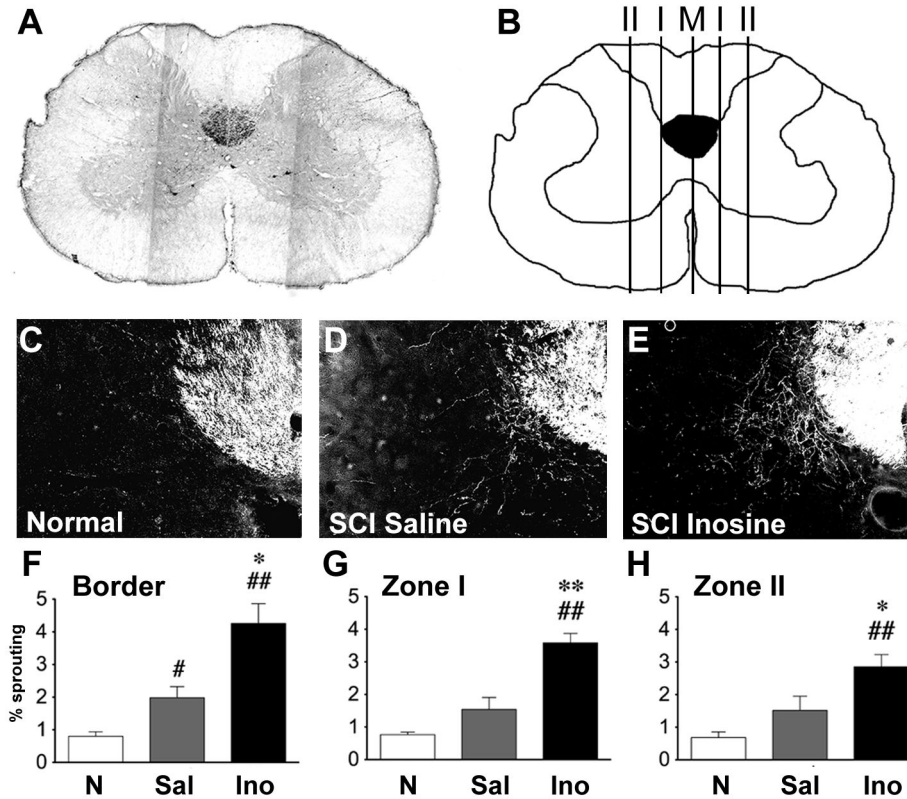 A
B
II I M I II
C
Normal
D
SCI Saline
E
SCI Inosine
F
Border
% sprouting
5
4
3
2
1
0
#
*
##
N Sal Ino
G
Zone I
5
4
3
2
1
0
**
##
N Sal Ino
H
Zone II
5
4
3
2
1
0
*
##
N Sal Ino